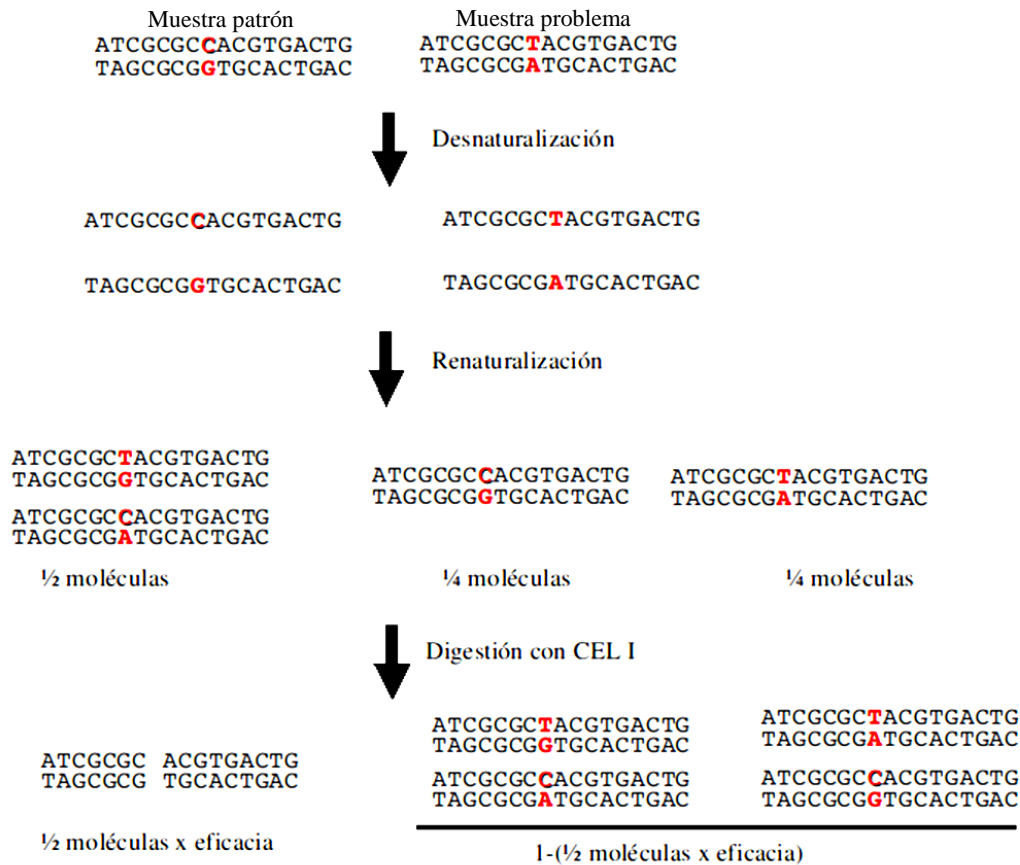 Muestra patrón
Muestra problema
ATCGCGCCACGTGACTG
TAGCGCGGTGCACTGAC
ATCGCGCTACGTGACTG
TAGCGCGATGCACTGAC
Desnaturalización
ATCGCGCCACGTGACTG
ATCGCGCTACGTGACTG
TAGCGCGGTGCACTGAC
TAGCGCGATGCACTGAC
Renaturalización
ATCGCGCTACGTGACTG
TAGCGCGGTGCACTGAC
ATCGCGCCACGTGACTG
TAGCGCGATGCACTGAC
½ moléculas
ATCGCGCCACGTGACTG
TAGCGCGGTGCACTGAC
¼ moléculas
ATCGCGCTACGTGACTG
TAGCGCGATGCACTGAC
¼ moléculas
Digestión con CEL I
ATCGCGC ACGTGACTG
TAGCGCG TGCACTGAC
½ moléculas x eficacia
ATCGCGCTACGTGACTG
TAGCGCGGTGCACTGAC
ATCGCGCCACGTGACTG
TAGCGCGATGCACTGAC
ATCGCGCTACGTGACTG
TAGCGCGATGCACTGAC
ATCGCGCCACGTGACTG
TAGCGCGGTGCACTGAC
1-(½ moléculas x eficacia)